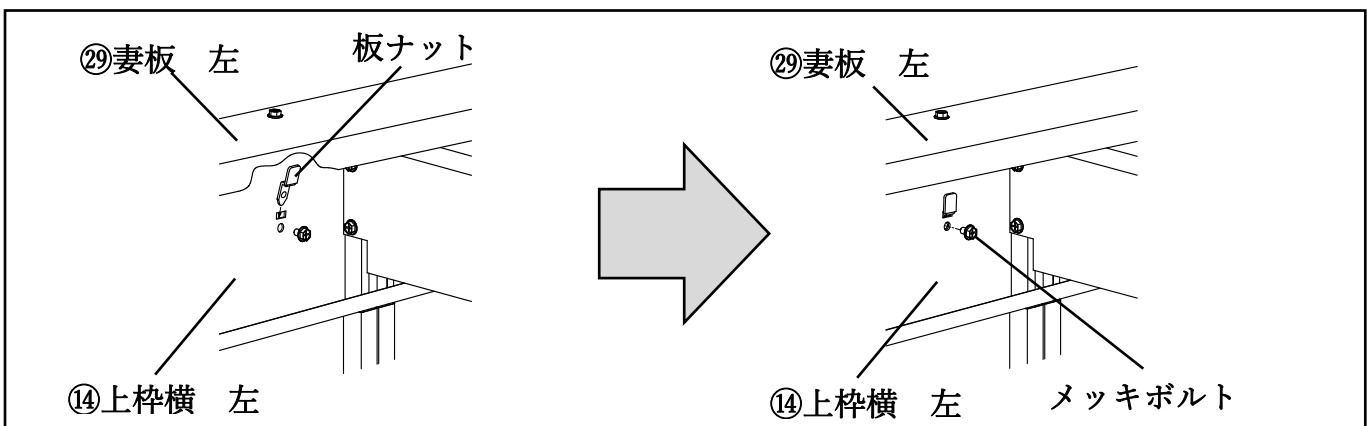 ㉙妻板　左
板ナット
⑭上枠横　左
㉙妻板　左
⑭上枠横　左
メッキボルト